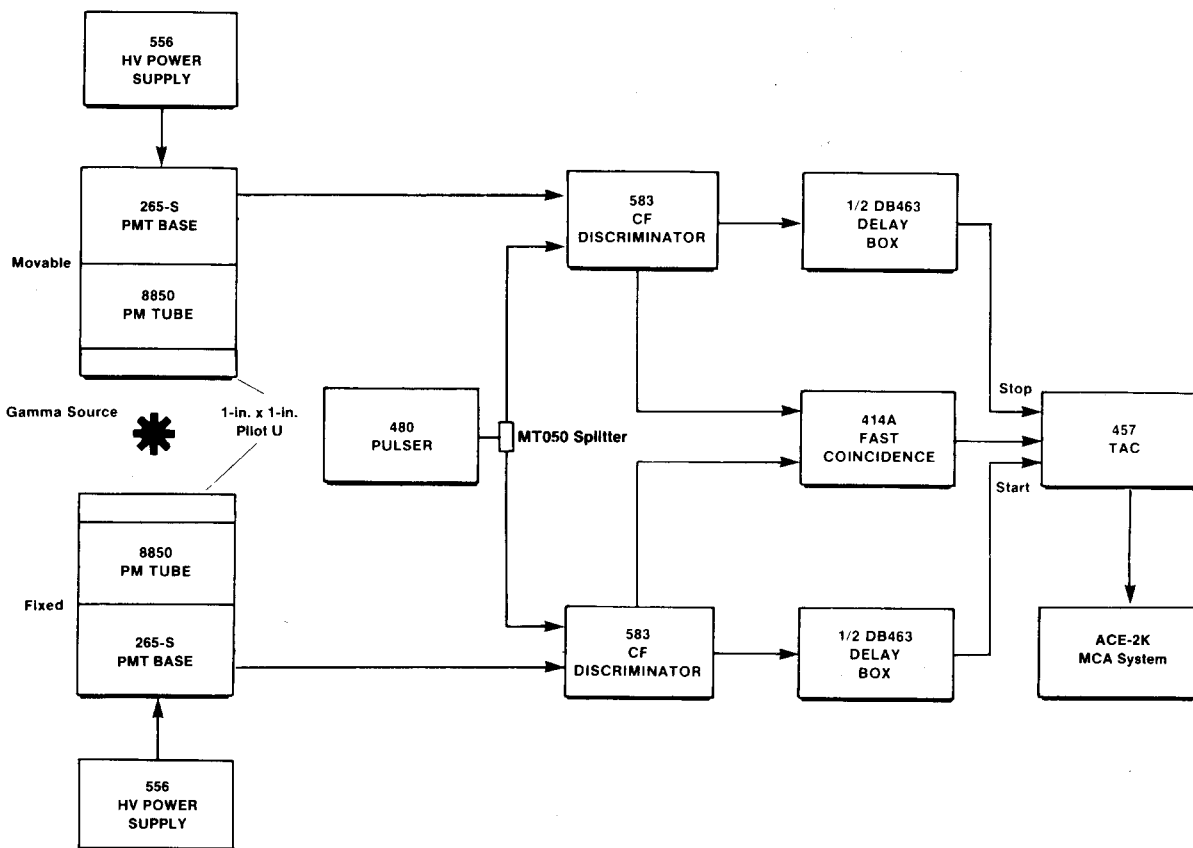 556
HV POWER
SUPPLY
265-S
PMT BASE
Movable
8850
PM TUBE
Gamma Source
1-in. x 1-in.
Pilot U
480
PULSER
MT050 Splitter
583
CF
DISCRIMINATOR
1/2 DB463
DELAY
BOX
Stop
414A
FAST
COINCIDENCE
457
TAC
Start
8850
PM TUBE
Fixed
265-S
PMT BASE
583
CF
DISCRIMINATOR
1/2 DB463
DELAY
BOX
ACE-2K
MCA System
556
HV POWER
SUPPLY